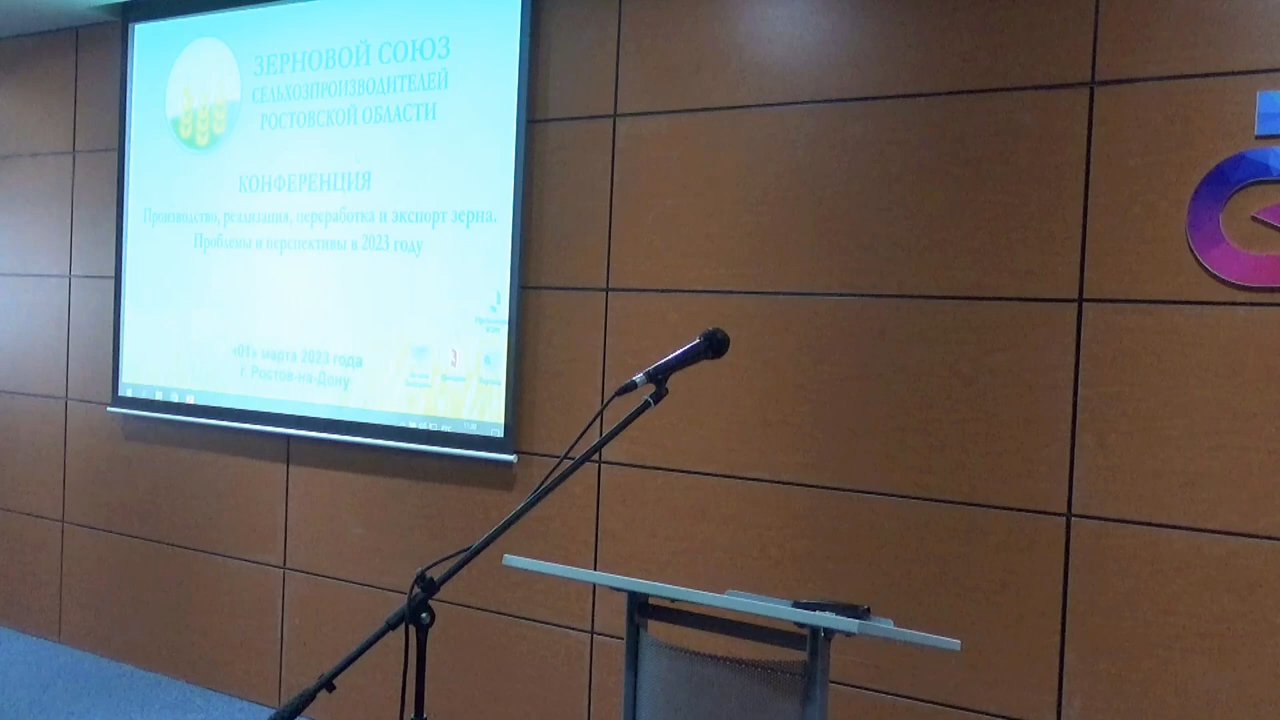 ЗЕРНОВОЙ СОЮЗ
СЕЛЬХОЗПРОИЗВОДИТЕЛЕЙ
РОСТОВСКОЙ ОБЛАСТИ
КОНФЕРЕНЦИЯ
Производство, реализация, переработка и экспорт зерна.
Проблемы и перспективы в 2023 году
«01» марта 2023 года
г. Ростов-на-Дону